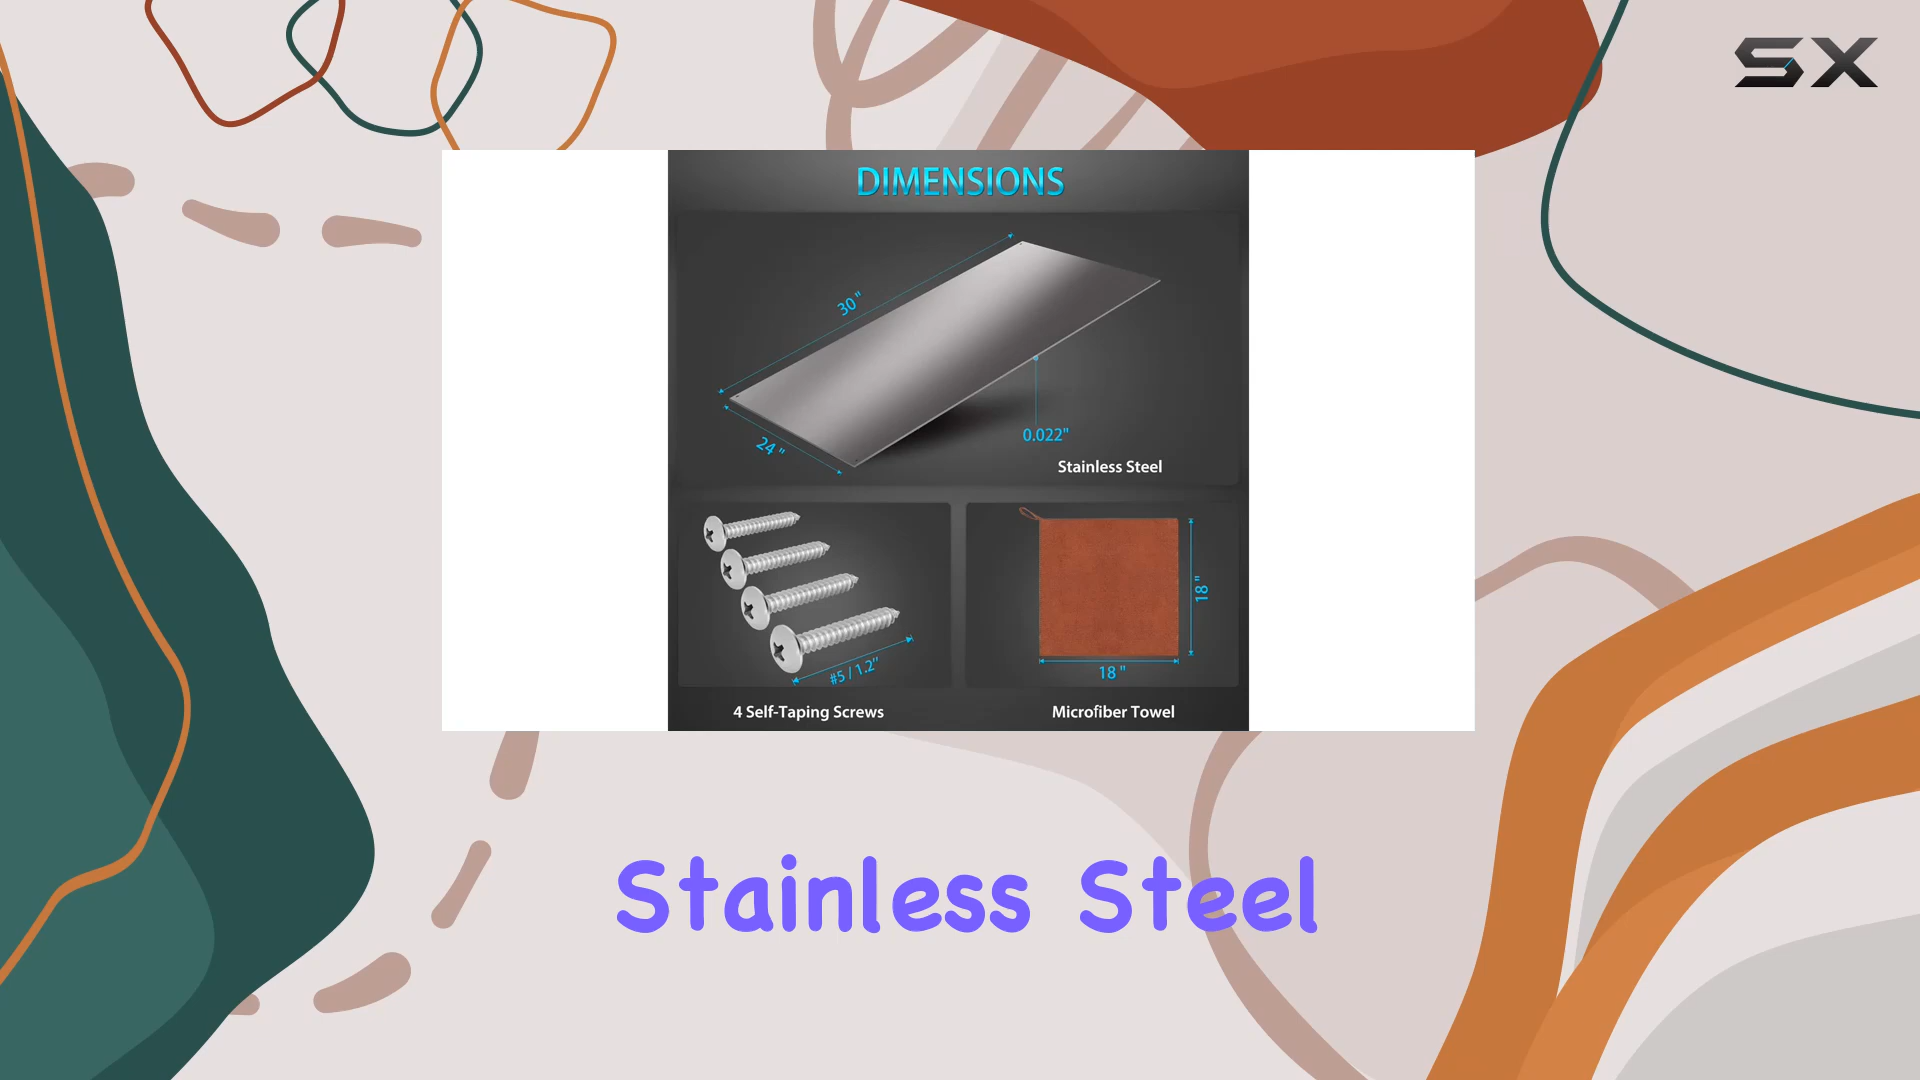 SX
DIMENSIONS
30 "
24 "
0.022"
Stainless Steel
#5 / 1.2"
18 "
18 "
4 Self-Taping Screws
Microfiber Towel
Stainless Steel